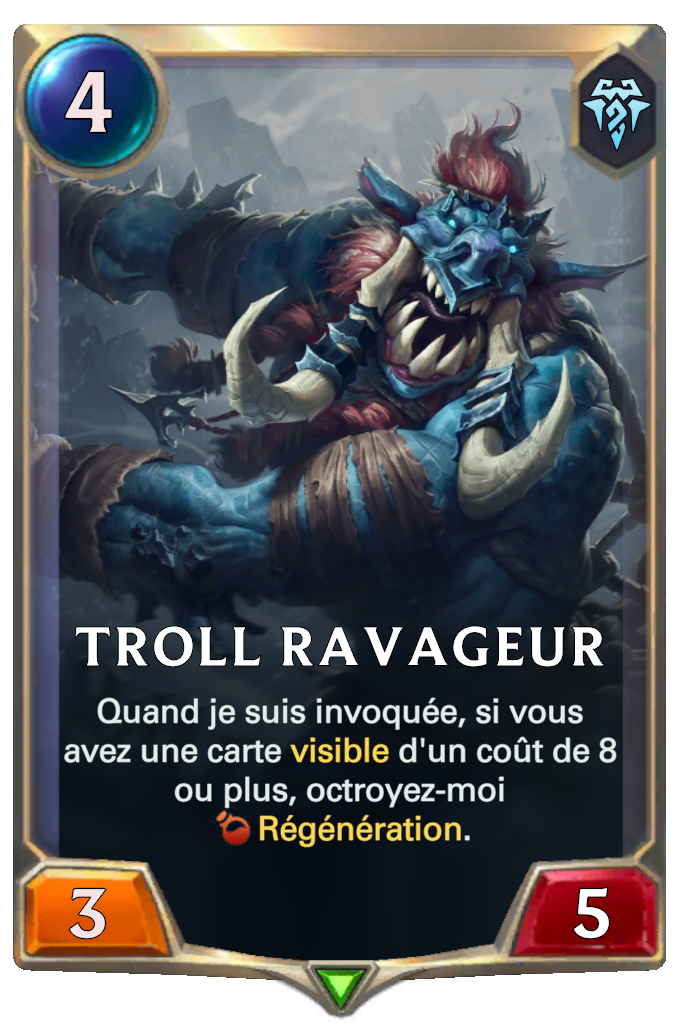 4
TROLL RAVAGEUR
Quand je suis invoquée, si vous
avez une carte visible d'un coût de 8
ou plus, octroyez-moi
Régénération.
3
5